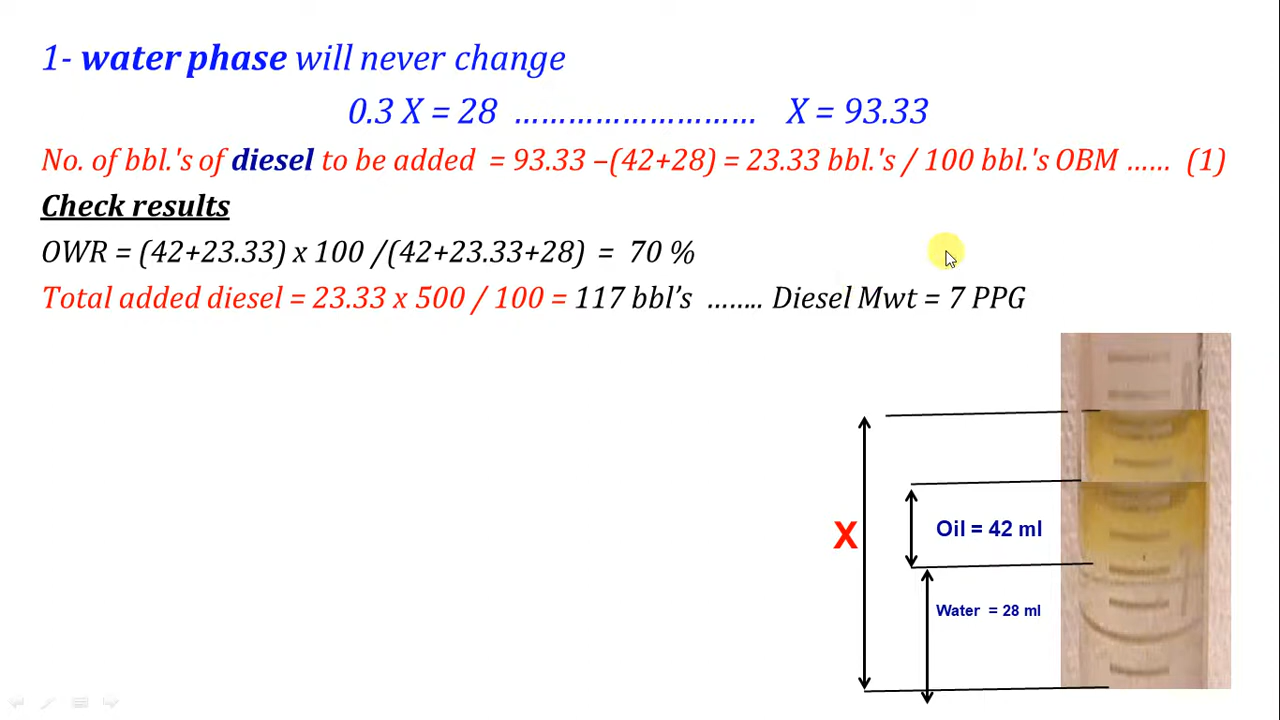 1- water phase will never change
0.3 X = 28 ........................... X = 93.33
No. of bbl.'s of diesel to be added = 93.33 –(42+28) = 23.33 bbl.'s / 100 bbl.'s OBM ...... (1)
Check results
OWR = (42+23.33) x 100 /(42+23.33+28) = 70 %
Total added diesel = 23.33 x 500 / 100 = 117 bbl’s ........ Diesel Mwt = 7 PPG
X
Oil = 42 ml
Water = 28 ml